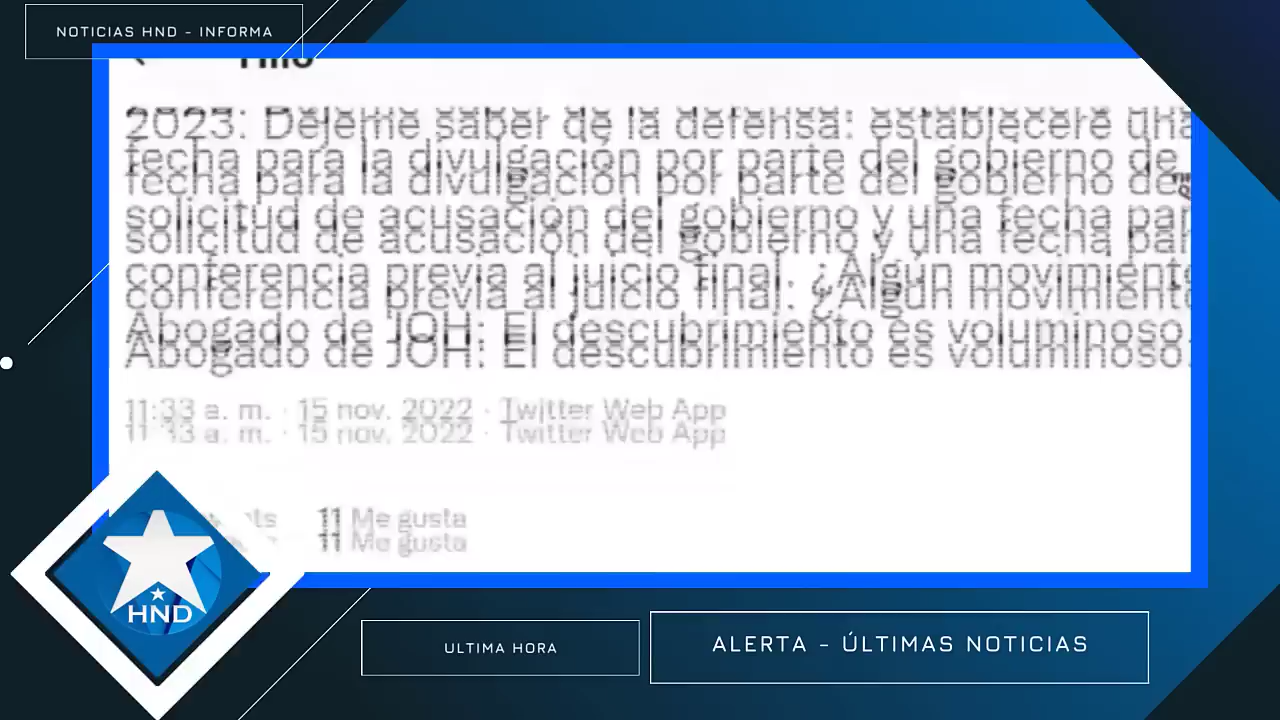 NOTICIAS HND - INFORMA
Hilo
2023: Déjeme saber de la defensa: estableceré una
fecha para la divulgación por parte del gobierno de
solicitud de acusación del gobierno y una fecha par
conferencia previa al juicio final: ¿Algún movimiento
Abogado de JOH: El descubrimiento es voluminoso.
11:33 a. m. · 15 nov. 2022 · Twitter Web App
11 Me gusta
HND
ULTIMA HORA
ALERTA - ÚLTIMAS NOTICIAS